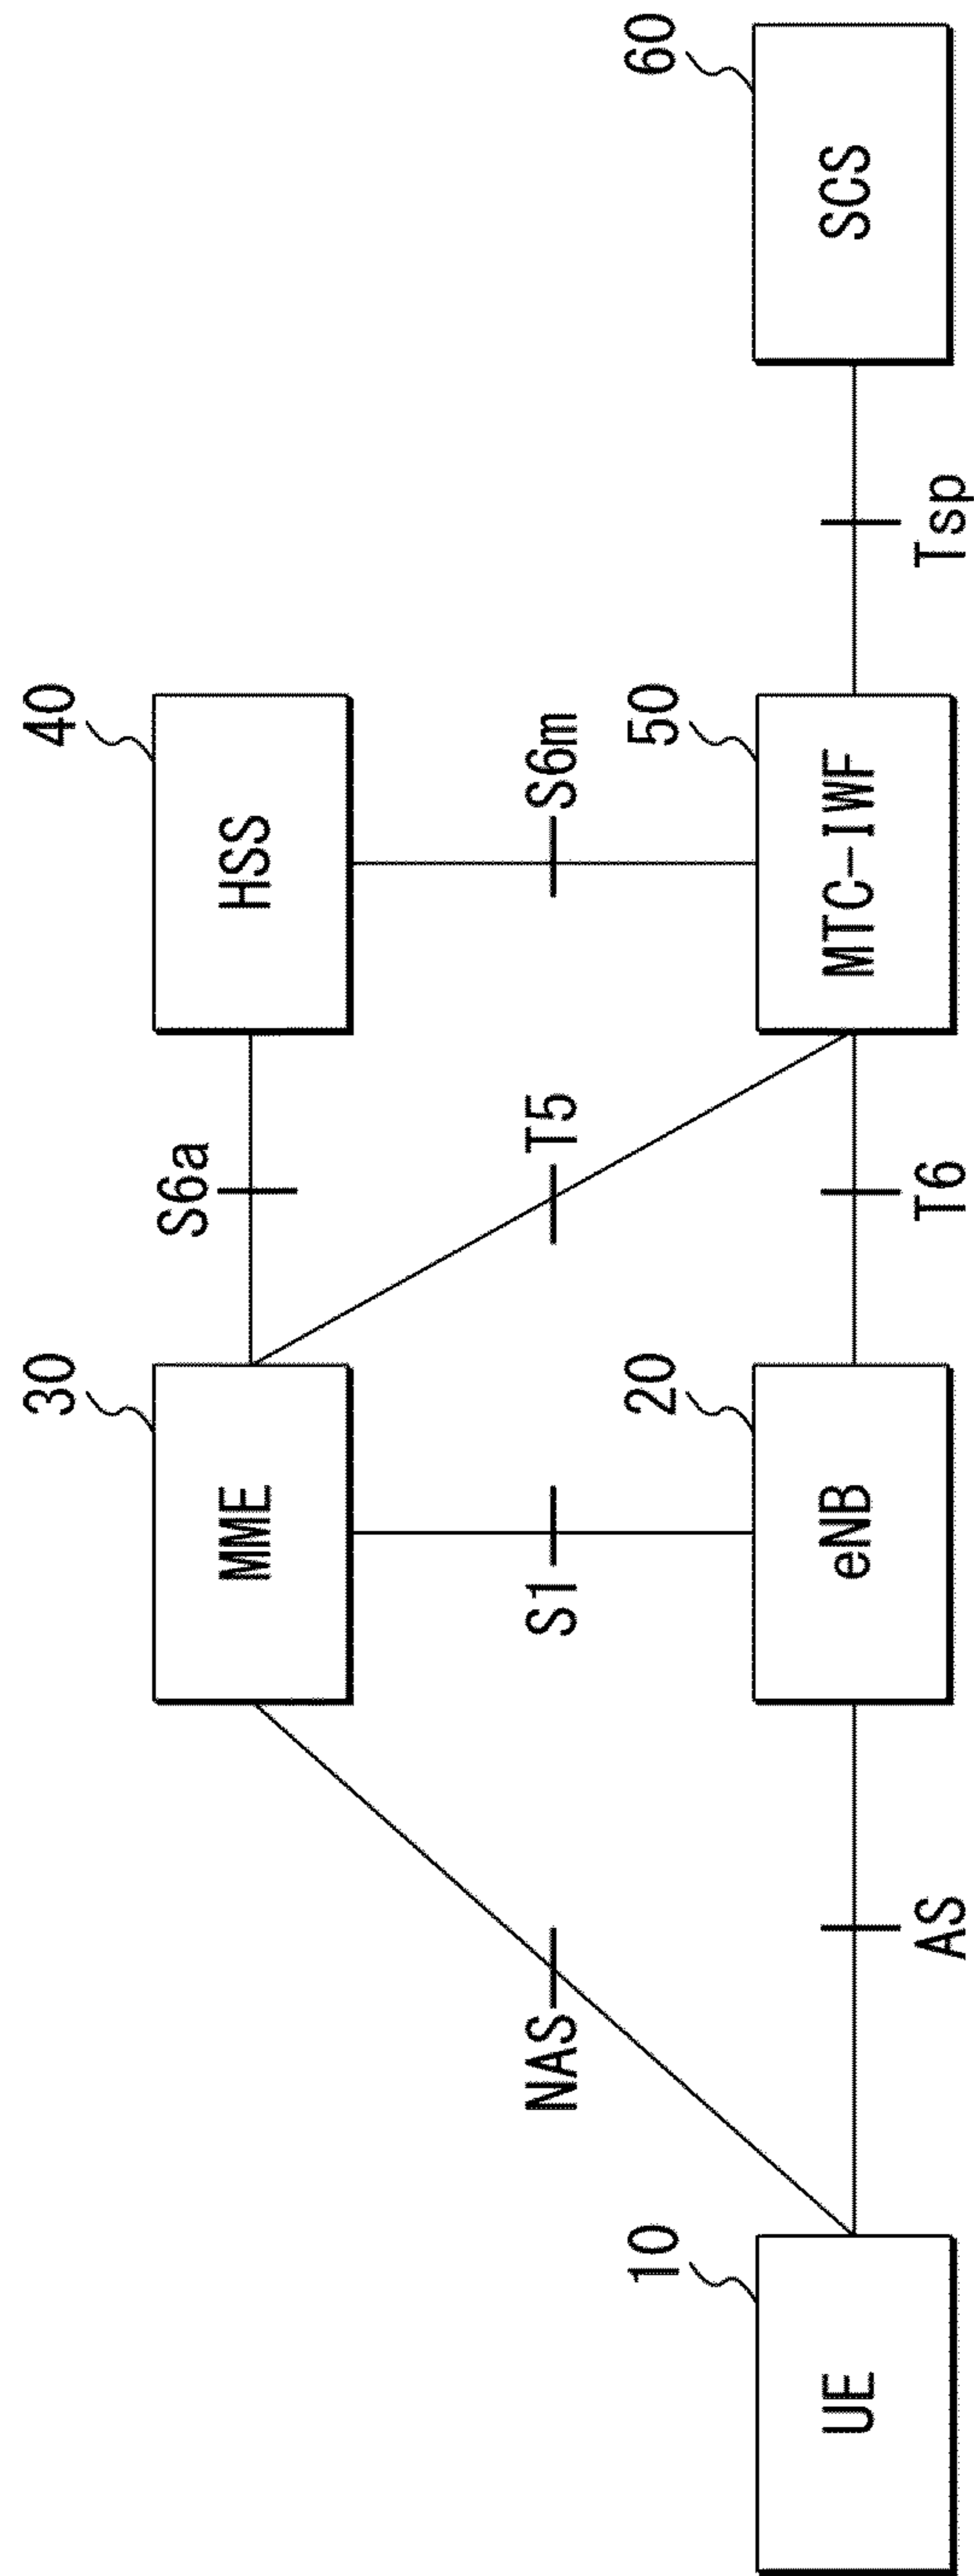 30
40
MME
S6a
HSS
NAS
S1
T5
S6m
10
20
50
60
UE
eNB
MTC-IWF
SCS
AS
T6
Tsp